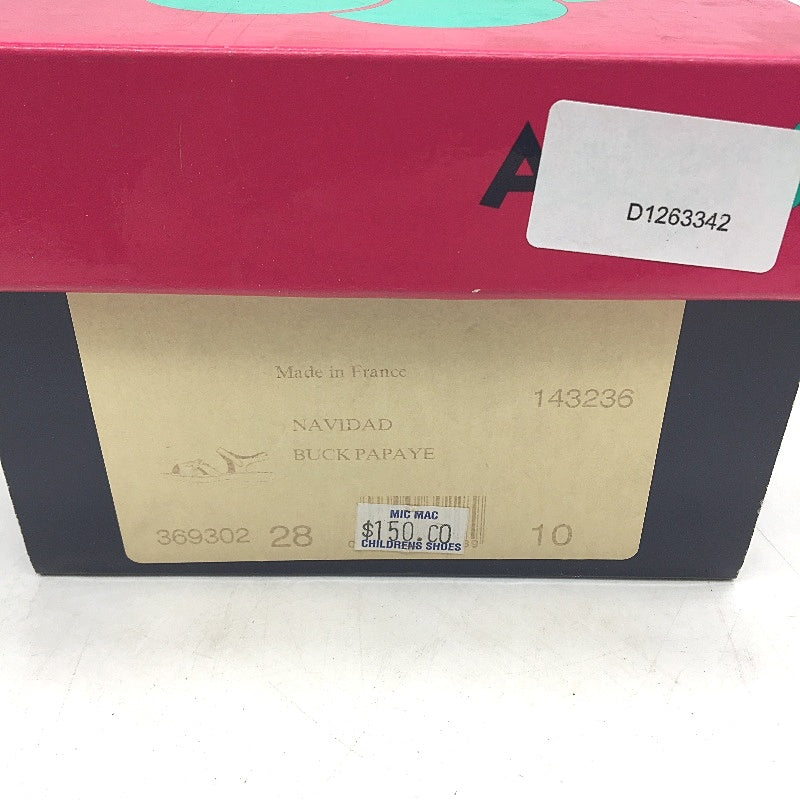 A
D1263342
Made in France
143236
NAVIDAD
BUCK PAPAYE
369302 28 10
MIC MAC
$150.00
CHILDRENS SHOES